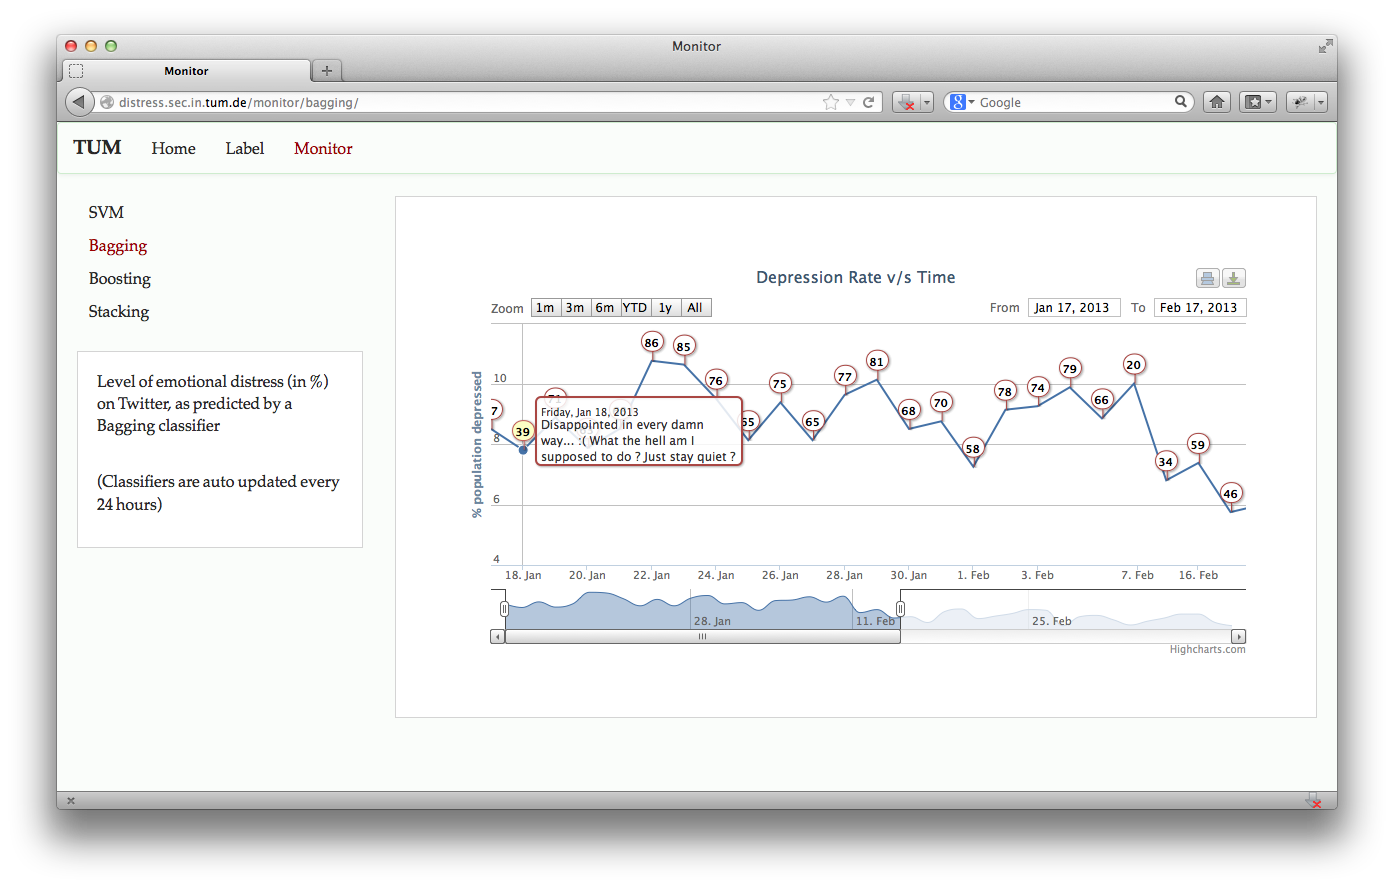 Monitor
Monitor
distress.sec.in.tum.de/monitor/bagging/
Google
TUM Home Label Monitor
SVM
Bagging
Boosting
Stacking
Level of emotional distress (in %)
on Twitter, as predicted by a
Bagging classifier
(Classifiers are auto updated every
24 hours)
Depression Rate v/s Time
Zoom 1m 3m 6m YTD 1y All
From Jan 17, 2013 To Feb 17, 2013
% population depressed
10
8
6
4
7
39
86
85
76
75
65
77
81
68
70
58
78
74
79
66
20
34
59
46
Friday, Jan 18, 2013
Disappointed in every damn
way... :( What the hell am I
supposed to do ? Just stay quiet ?
18. Jan 20. Jan 22. Jan 24. Jan 26. Jan 28. Jan 30. Jan 1. Feb 3. Feb 7. Feb 16. Feb
28. Jan 11. Feb 25. Feb
Highcharts.com